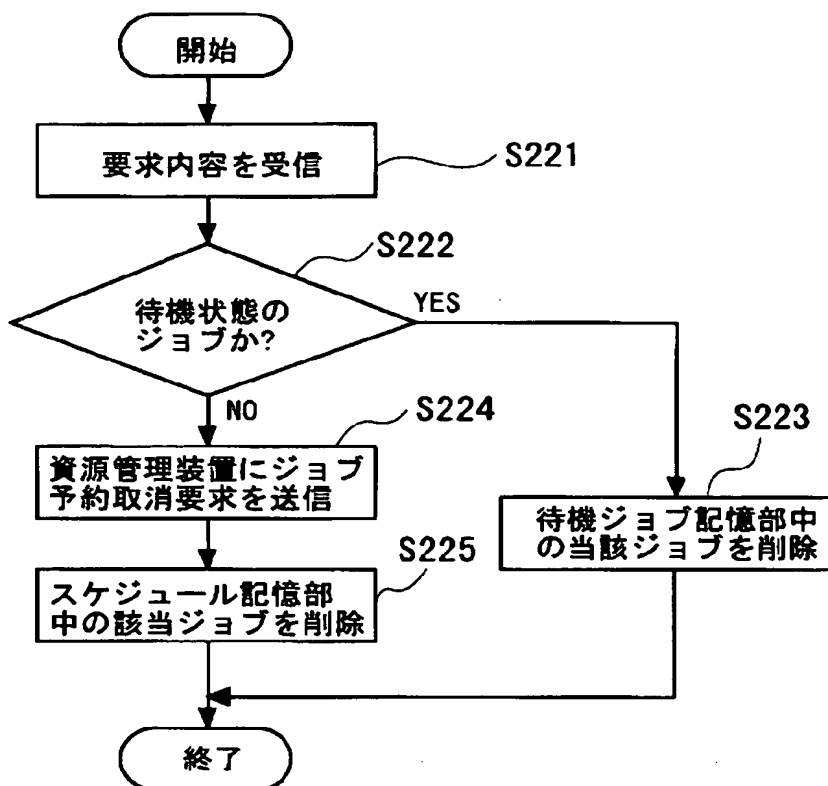 開始
要求内容を受信
S221
S222
待機状態の
ジョブか?
YES
NO
S224
資源管理装置にジョブ
予約取消要求を送信
S223
待機ジョブ記憶部中
の当該ジョブを削除
S225
スケジュール記憶部
中の該当ジョブを削除
終了